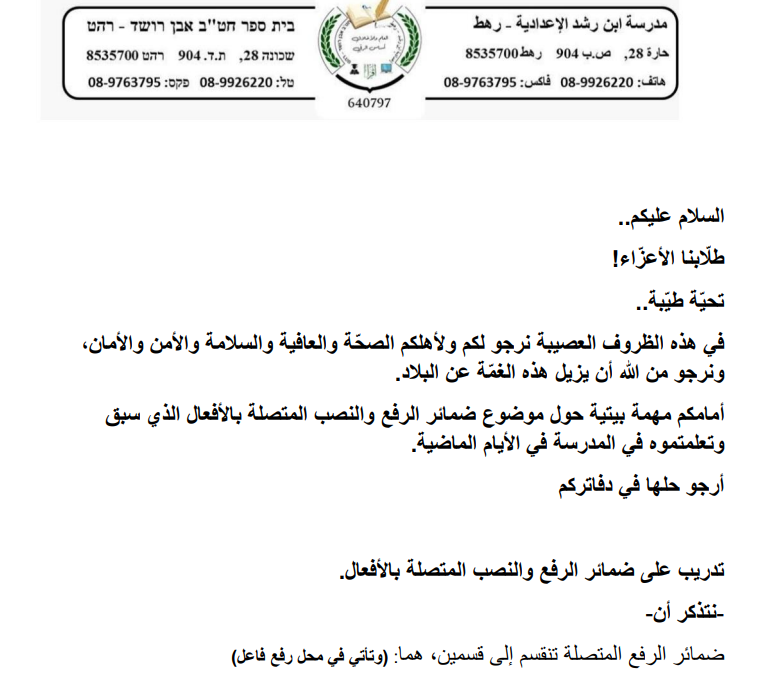 مدرسة ابن رشد الإعدادية - رهط
حارة 28, ص.ب 904 رهط 8535700
هاتف: 08-9926220 فاكس: 08-9763795
בית ספר חט"ב אבן רושד - רהט
שכונה 28, ת.ד. 904 רהט 8535700
טל: 08-9926220 פקס: 08-9763795
640797
السلام عليكم..
طلّابنا الأعزّاء!
تحيّة طيّبة..
في هذه الظروف العصيبة نرجو لكم ولأهلكم الصحّة والعافية والسلامة والأمن والأمان،
ونرجو من الله أن يزيل هذه الغمّة عن البلاد.
أمامكم مهمة بيتية حول موضوع ضمائر الرفع والنصب المتصلة بالأفعال الذي سبق
وتعلمتموه في المدرسة في الأيام الماضية.
أرجو حلها في دفاتركم
تدريب على ضمائر الرفع والنصب المتصلة بالأفعال.
-نتذكر أن-
ضمائر الرفع المتصلة تنقسم إلى قسمين، هما: (وتأتي في محل رفع فاعل)